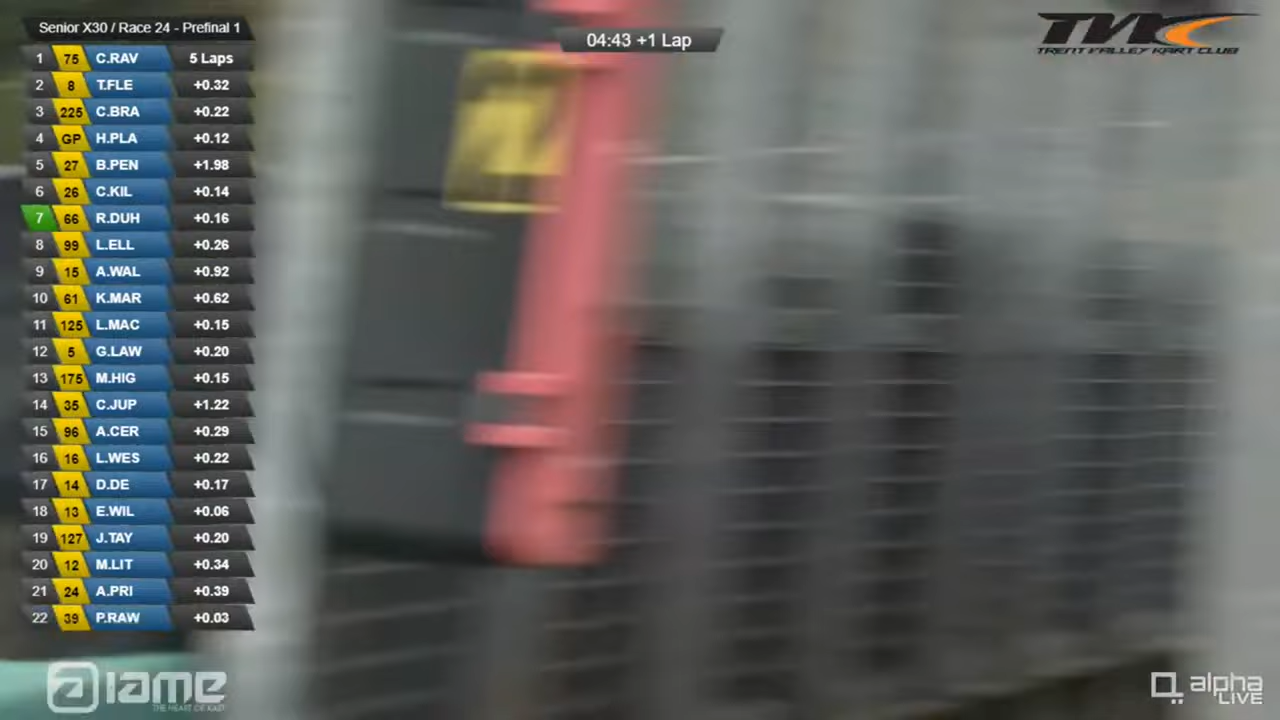 Senior X30 / Race 24 - Prefinal 1
1 75 C.RAV 5 Laps
2 8 T.FLE +0.32
3 225 C.BRA +0.22
4 GP H.PLA +0.12
5 27 B.PEN +1.98
6 26 C.KIL +0.14
7 66 R.DUH +0.16
8 99 L.ELL +0.26
9 15 A.WAL +0.92
10 61 K.MAR +0.62
11 125 L.MAC +0.15
12 5 G.LAW +0.20
13 175 M.HIG +0.15
14 35 C.JUP +1.22
15 96 A.CER +0.29
16 16 L.WES +0.22
17 14 D.DE +0.17
18 13 E.WIL +0.06
19 127 J.TAY +0.20
20 12 M.LIT +0.34
21 24 A.PRI +0.39
22 39 P.RAW +0.03
04:43 +1 Lap
TVKC
TRENT VALLEY KART CLUB
IAME
THE HEART OF KART
alpha
LIVE